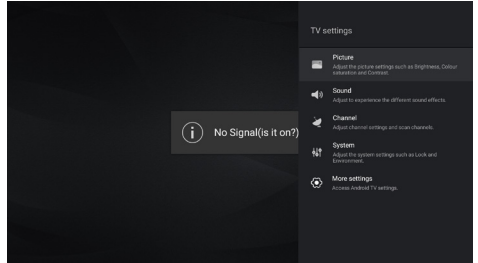 TV settings
Picture
Adjust the picture settings such as Brightness, Colour
saturation and Contrast.
Sound
Adjust to experience the different sound effects.
No Signal(is it on?)
Channel
Adjust channel settings and scan channels.
System
Adjust the system settings such as Lock and
Environment.
More settings
Access Android TV settings.